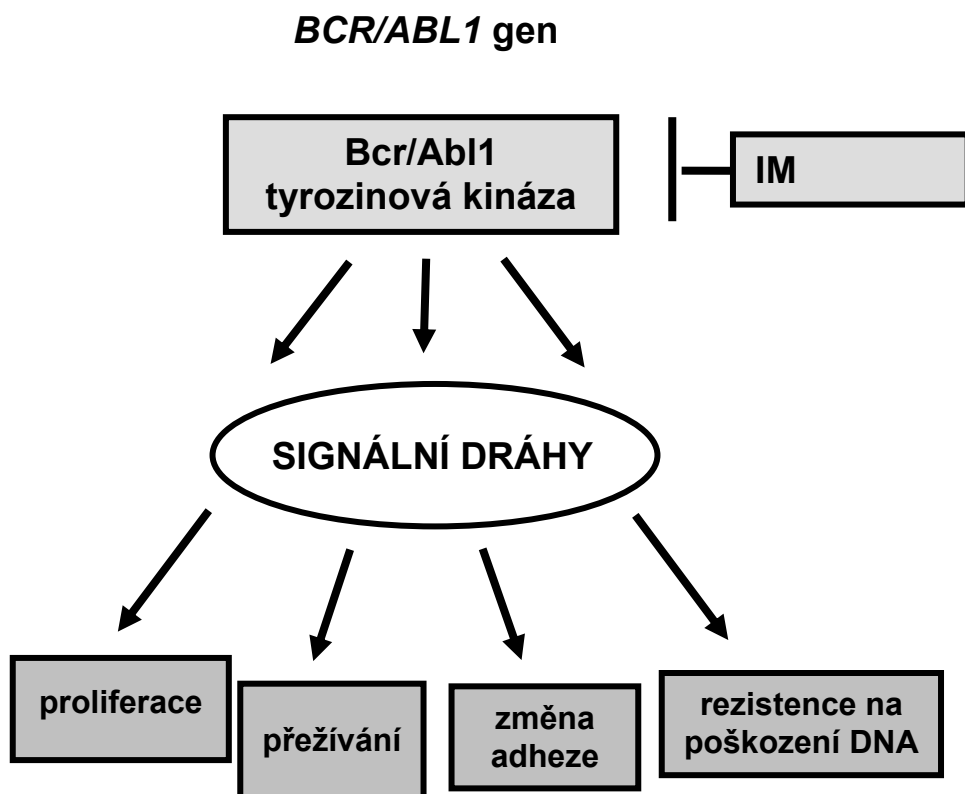 BCR/ABL1 gen
Bcr/Abl1
tyrozinová kináza
IM
SIGNÁLNÍ DRÁHY
proliferace
přežívání
změna
adheze
rezistence na
poškození DNA